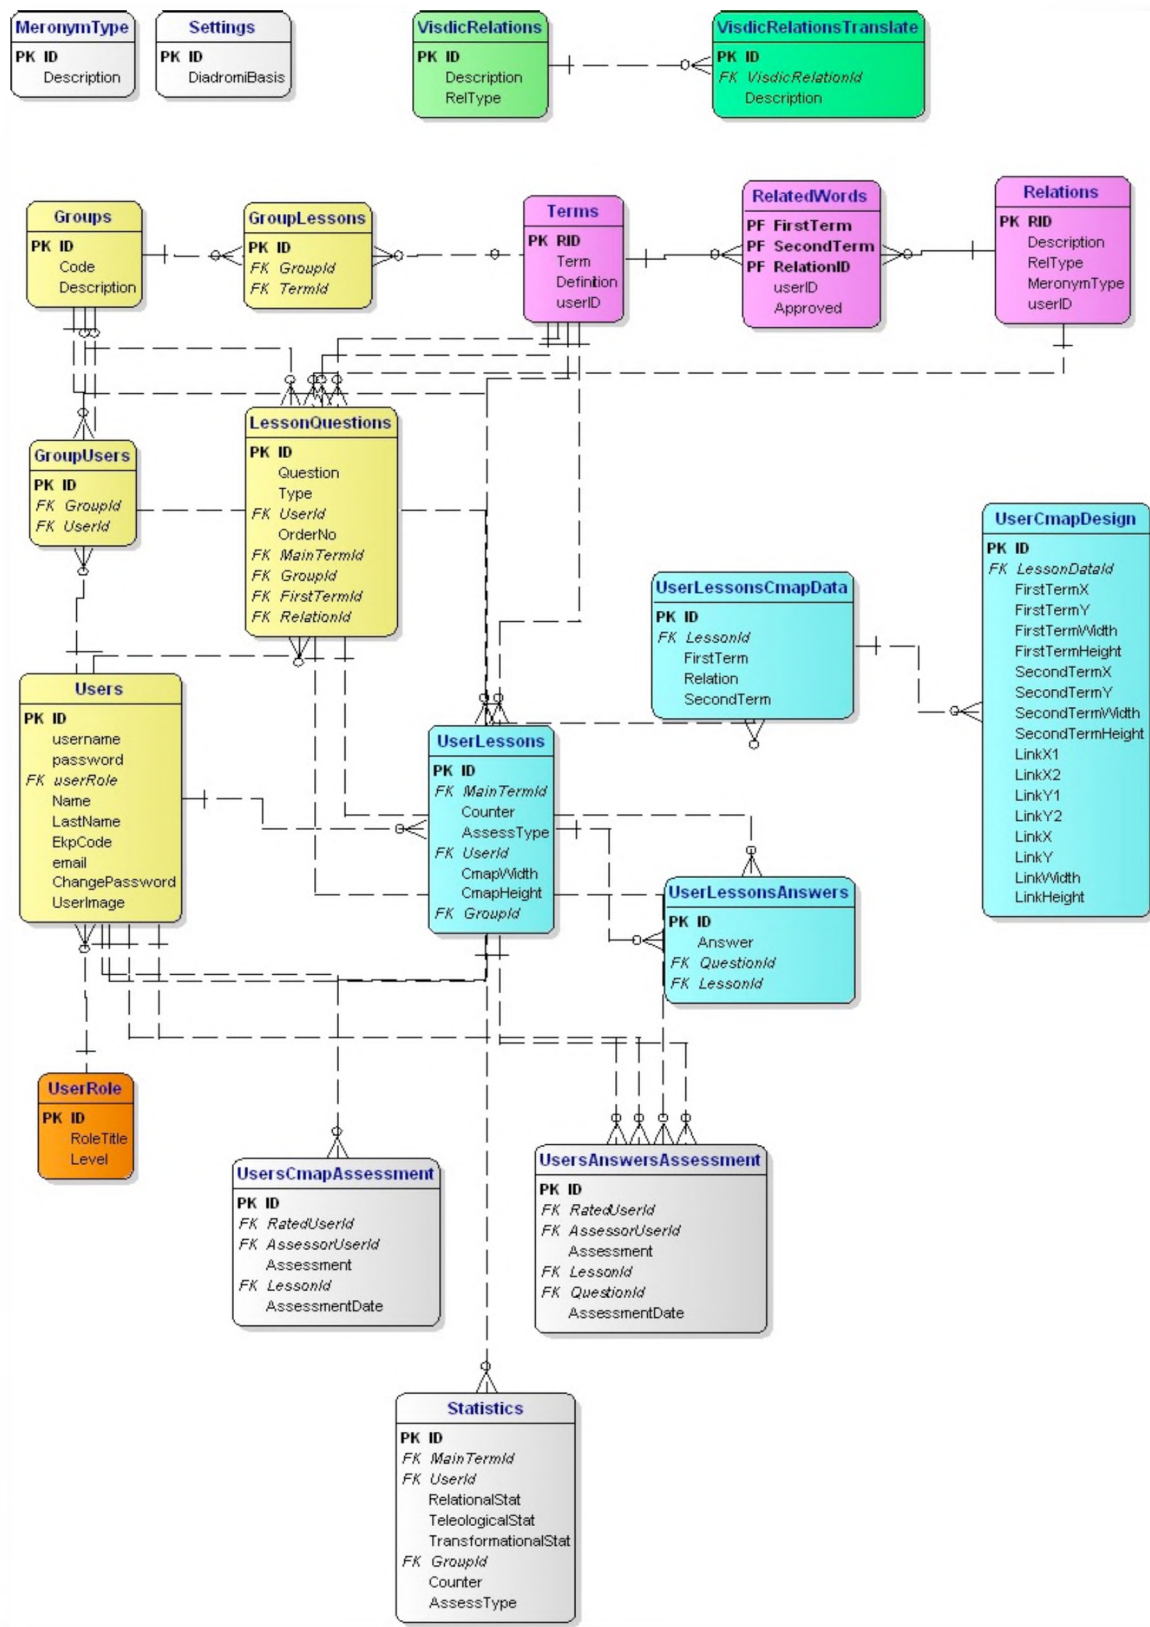 MeronymType
PK ID
Description
Settings
PK ID
DiadromiBasis
VisdicRelations
PK ID
Description
RelType
VisdicRelationsTranslate
PK ID
FK VisdicRelationId
Description
Groups
PK ID
Code
Description
GroupLessons
PK ID
FK GroupId
FK TermId
Terms
PK RID
Term
Definition
userID
RelatedWords
PF FirstTerm
PF SecondTerm
PF RelationID
userID
Approved
Relations
PK RID
Description
RelType
MeronymType
userID
GroupUsers
PK ID
FK GroupId
FK UserId
LessonQuestions
PK ID
Question
Type
FK UserId
OrderNo
FK MainTermId
FK GroupId
FK FirstTermId
FK RelationId
UserLessonsCmapData
PK ID
FK LessonId
FirstTerm
Relation
SecondTerm
UserCmapDesign
PK ID
FK LessonDataId
FirstTermX
FirstTermY
FirstTermWidth
FirstTermHeight
SecondTermX
SecondTermY
SecondTermWidth
SecondTermHeight
LinkX1
LinkX2
LinkY1
LinkY2
LinkX
LinkY
LinkWidth
LinkHeight
Users
PK ID
username
password
FK userRole
Name
LastName
EkpCode
email
ChangePassword
UserImage
UserLessons
PK ID
FK MainTermId
Counter
AssessType
FK UserId
CmapWidth
CmapHeight
FK GroupId
UserLessonsAnswers
PK ID
Answer
FK QuestionId
FK LessonId
UserRole
PK ID
RoleTitle
Level
UsersCmapAssessment
PK ID
FK RatedUserId
FK AssessorUserId
Assessment
FK LessonId
AssessmentDate
UsersAnswersAssessment
PK ID
FK RatedUserId
FK AssessorUserId
Assessment
FK LessonId
FK QuestionId
AssessmentDate
Statistics
PK ID
FK MainTermId
FK UserId
RelationalStat
TeleologicalStat
TransformationalStat
FK GroupId
Counter
AssessType